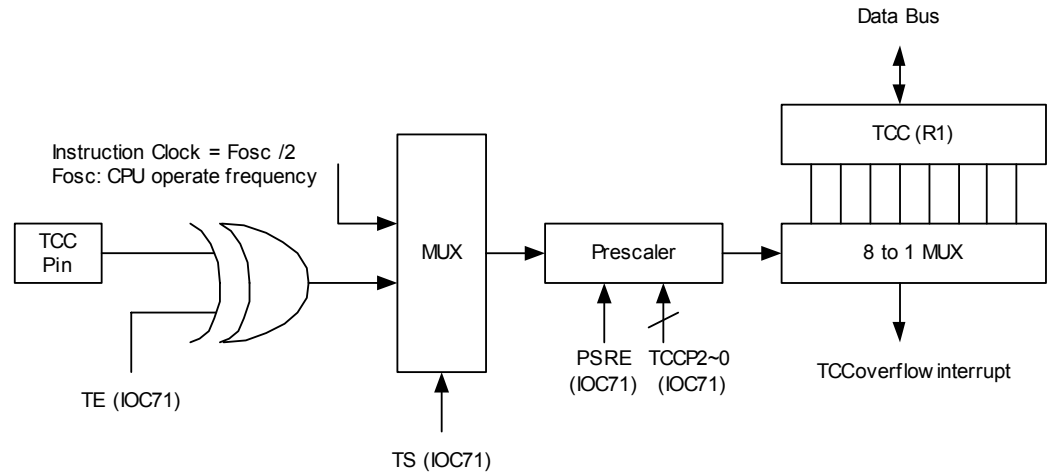 Data Bus
TCC (R1)
Instruction Clock = Fosc /2
Fosc: CPU operate frequency
TCC
Pin
MUX
Prescaler
8 to 1 MUX
PSRE
(IOC71)
TCCP2~0
(IOC71)
TCCoverflow interrupt
TE (IOC71)
TS (IOC71)